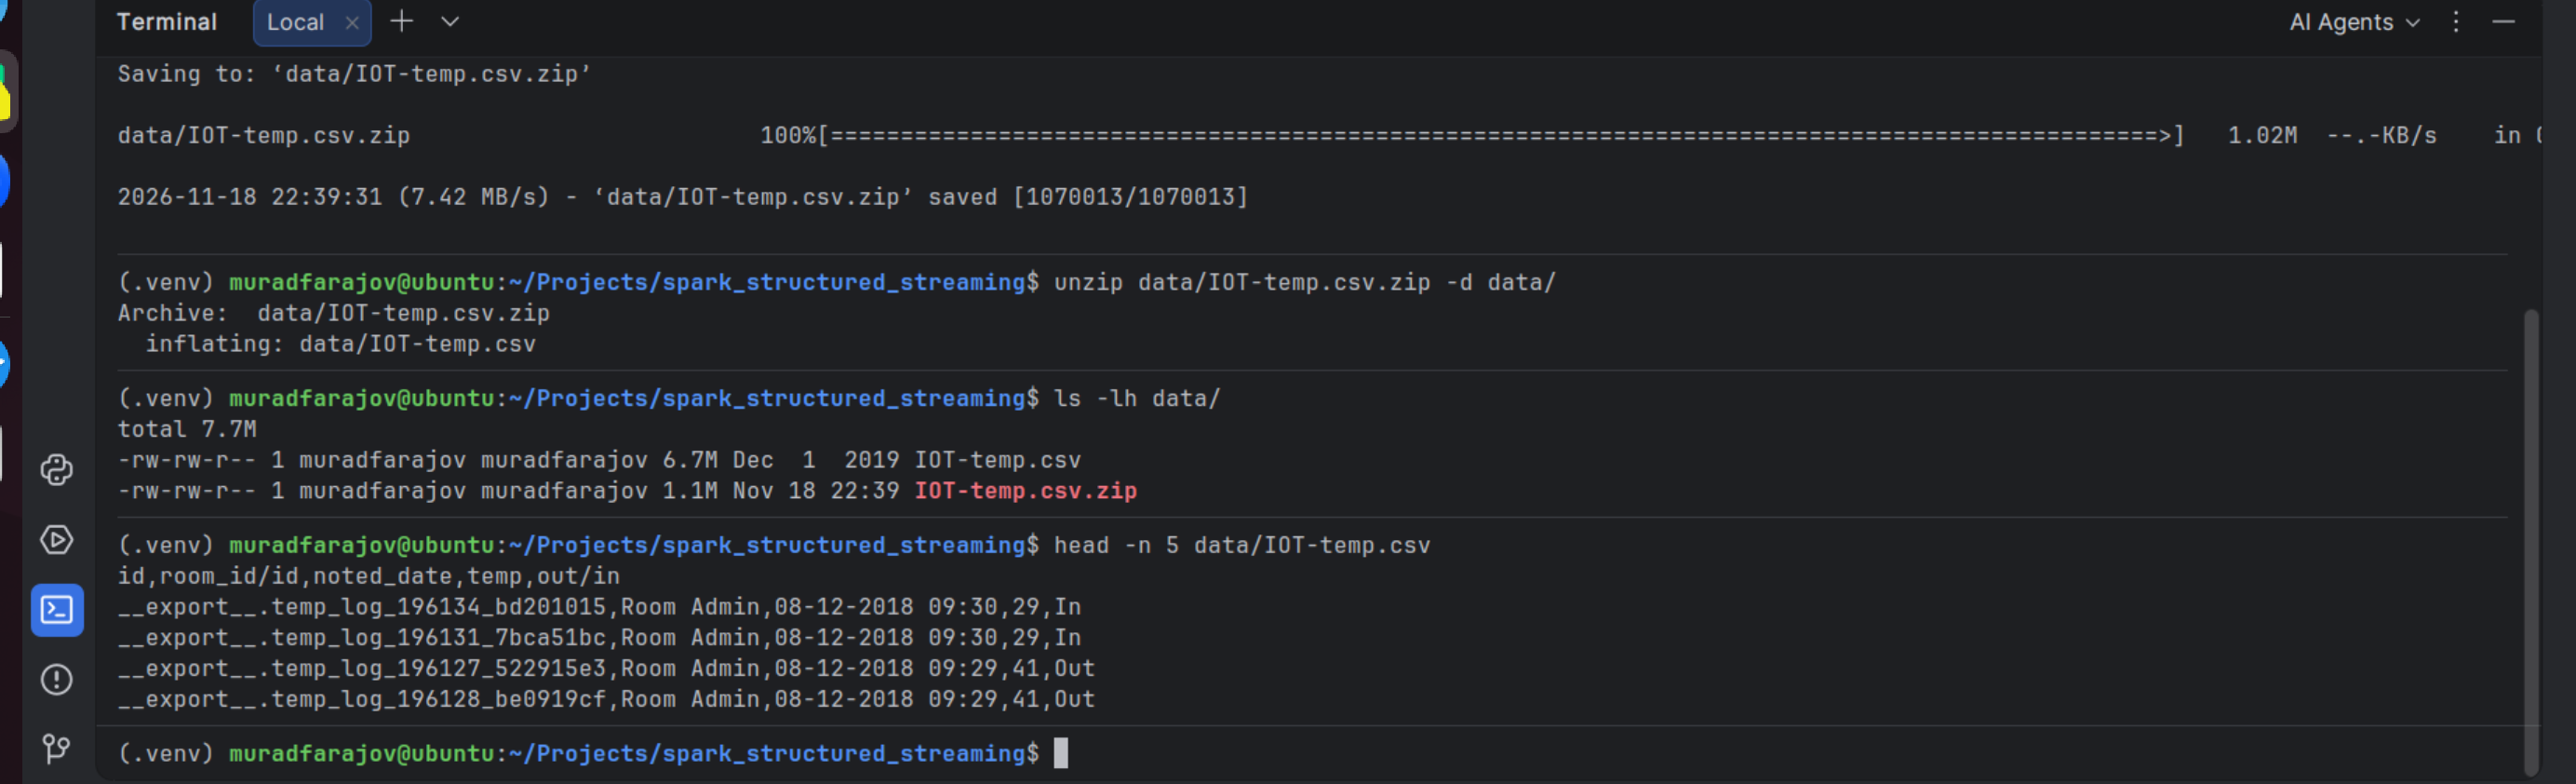 Terminal Local AI Agents
Saving to: ‘data/IOT-temp.csv.zip’
data/IOT-temp.csv.zip 100%[===============================================================================================>] 1.02M --.-KB/s in
2026-11-18 22:39:31 (7.42 MB/s) - ‘data/IOT-temp.csv.zip’ saved [1070013/1070013]
(.venv) muradfarajov@ubuntu:~/Projects/spark_structured_streaming$ unzip data/IOT-temp.csv.zip -d data/
Archive:  data/IOT-temp.csv.zip
  inflating: data/IOT-temp.csv
(.venv) muradfarajov@ubuntu:~/Projects/spark_structured_streaming$ ls -lh data/
total 7.7M
-rw-rw-r-- 1 muradfarajov muradfarajov 6.7M Dec  1  2019 IOT-temp.csv
-rw-rw-r-- 1 muradfarajov muradfarajov 1.1M Nov 18 22:39 IOT-temp.csv.zip
(.venv) muradfarajov@ubuntu:~/Projects/spark_structured_streaming$ head -n 5 data/IOT-temp.csv
id,room_id/id,noted_date,temp,out/in
__export__.temp_log_196134_bd201015,Room Admin,08-12-2018 09:30,29,In
__export__.temp_log_196131_7bca51bc,Room Admin,08-12-2018 09:30,29,In
__export__.temp_log_196127_522915e3,Room Admin,08-12-2018 09:29,41,Out
__export__.temp_log_196128_be0919cf,Room Admin,08-12-2018 09:29,41,Out
(.venv) muradfarajov@ubuntu:~/Projects/spark_structured_streaming$